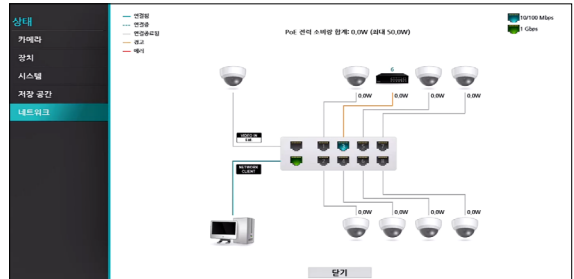 상태
카메라
장치
시스템
저장 공간
네트워크
연결됨
연결중
연결종료됨
경고
에러
PoE 전력 소비량 합계: 0,0W (최대 50,0W)
10/100 Mbps
1 Gbps
6
0,0W
0,0W
0,0W
0,0W
VIDEO IN
NETWORK
CLIENT
0,0W
0,0W
0,0W
0,0W
닫기